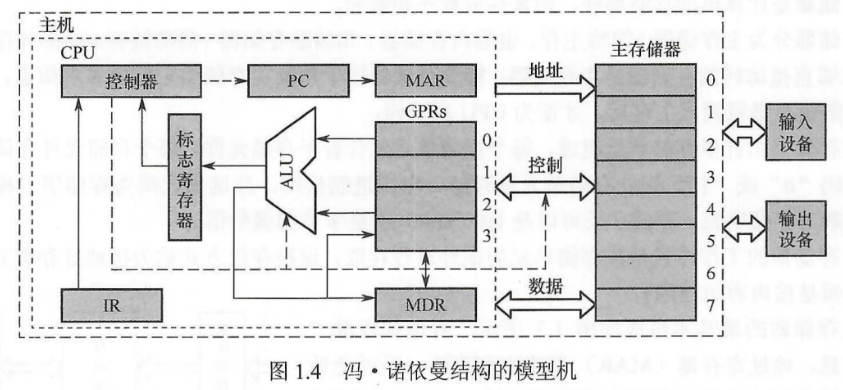 主机
CPU
控制器
PC
MAR
地址
主存储器
GPRs
标志寄存器
ALU
0
1
2
3
控制
IR
MDR
数据
0
1
2
3
4
5
6
7
输入
设备
输出
设备
图 1.4 冯·诺依曼结构的模型机